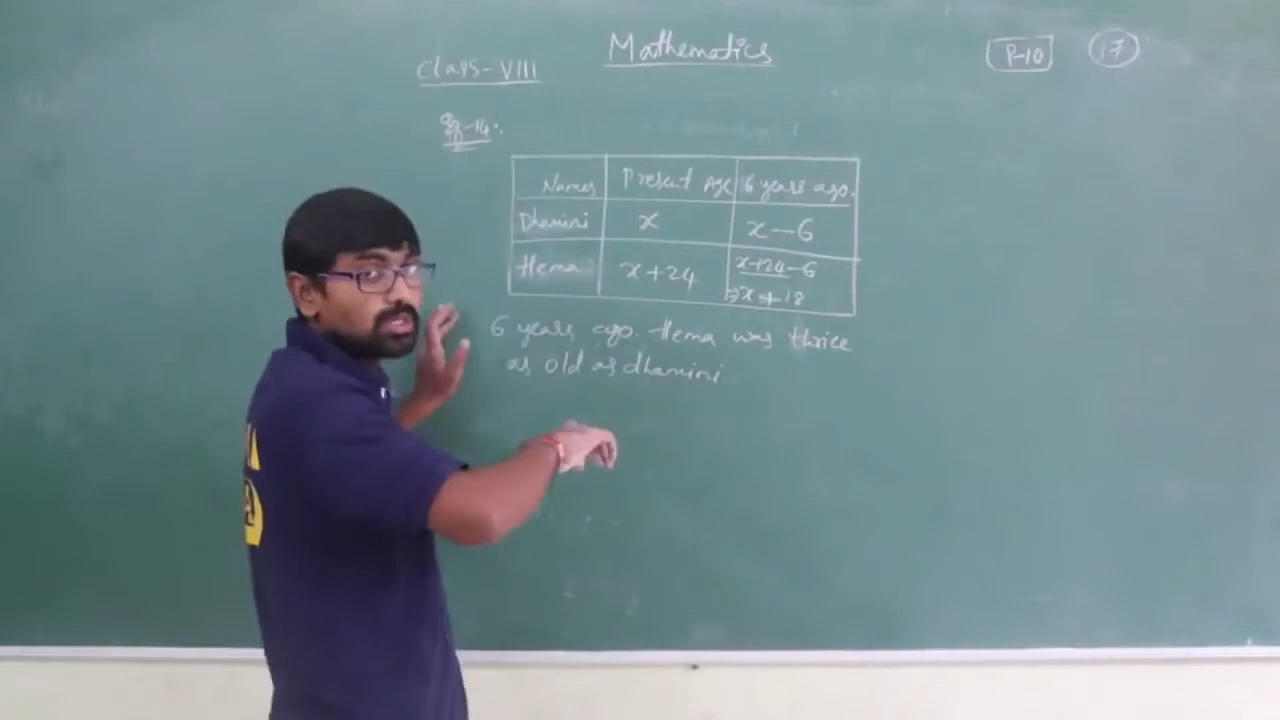 Mathematics
Class-VIII
P-10
17
Eg-14:
Names Present Age 6 years ago.
Dhamini x x-6
Hema x+24 x+24-6
⇒x+18
6 years ago. Hema was thrice
as old as dhamini.